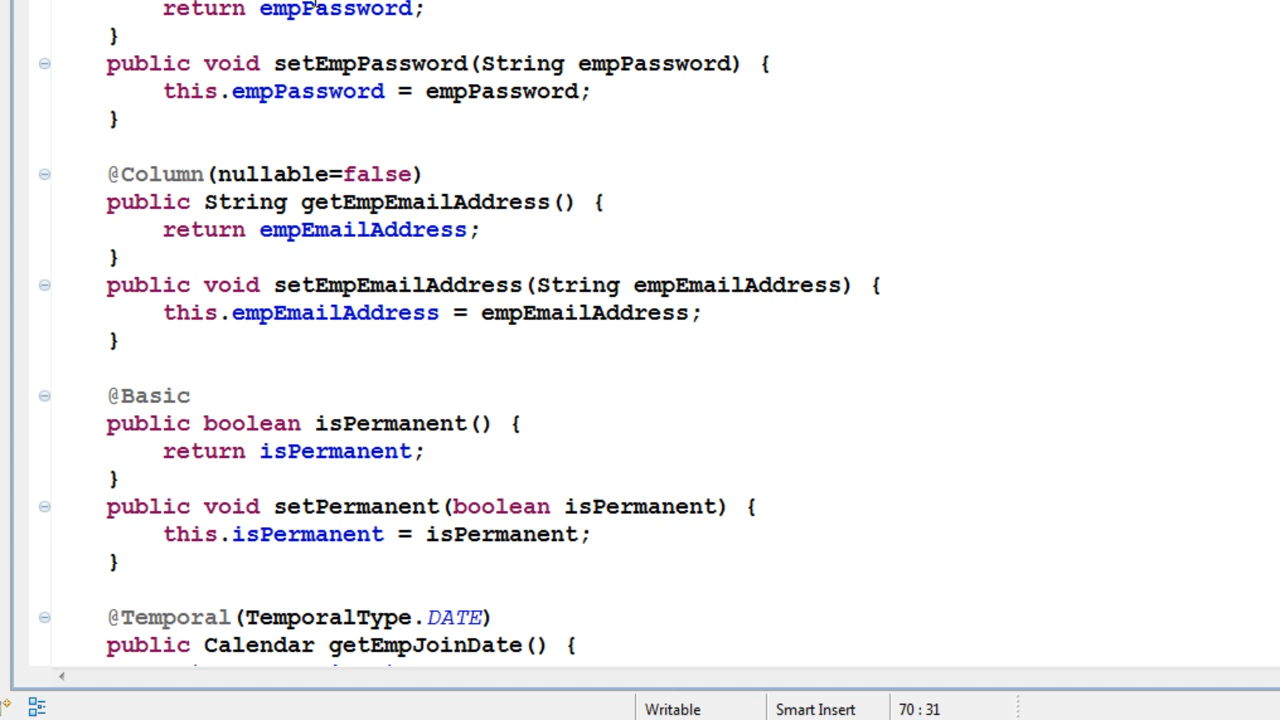 return empPassword;
}
public void setEmpPassword(String empPassword) {
this.empPassword = empPassword;
}
@Column(nullable=false)
public String getEmpEmailAddress() {
return empEmailAddress;
}
public void setEmpEmailAddress(String empEmailAddress) {
this.empEmailAddress = empEmailAddress;
}
@Basic
public boolean isPermanent() {
return isPermanent;
}
public void setPermanent(boolean isPermanent) {
this.isPermanent = isPermanent;
}
@Temporal(TemporalType.DATE)
public Calendar getEmpJoinDate() {
Writable
Smart Insert
70 : 31